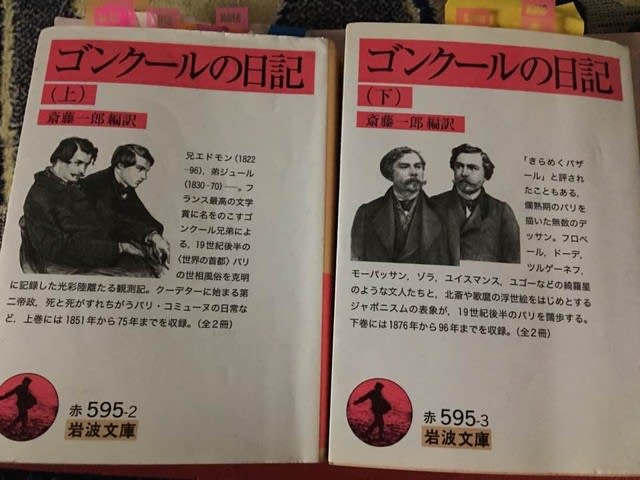 ゴンクールの日記
(上)
斎藤一郎 編訳
兄エドモン(1822
-96)，弟ジュール
(1830-70)――．フ
ランス最高の文学
賞に名をのこすゴ
ンクール兄弟によ
る，19世紀後半の
〈世界の首都〉パリ
の世相風俗を克明
に記録した光彩陸離たる観測記。クーデターに始まる第
二帝政，死と死がすれちがうパリ・コミューンの日常な
ど，上巻には1851年から75年までを収録。(全2冊)
赤 595-2
岩波文庫
ゴンクールの日記
(下)
斎藤一郎 編訳
「きらめくバザ
ール」と評され
たこともある，
爛熟期のパリを
描いた無数のデ
ッサン。フロベ
ール，ドーデ，
ツルゲーネフ，
モーパッサン，ゾラ，ユイスマンス，ユゴーなどの綺羅星
のような文人たちと，北斎や歌麿の浮世絵をはじめとする
ジャポニスムの表象が，19世紀後半のパリを闊歩する。
下巻には1876年から96年までを収録。(全2冊)
赤 595-3
岩波文庫